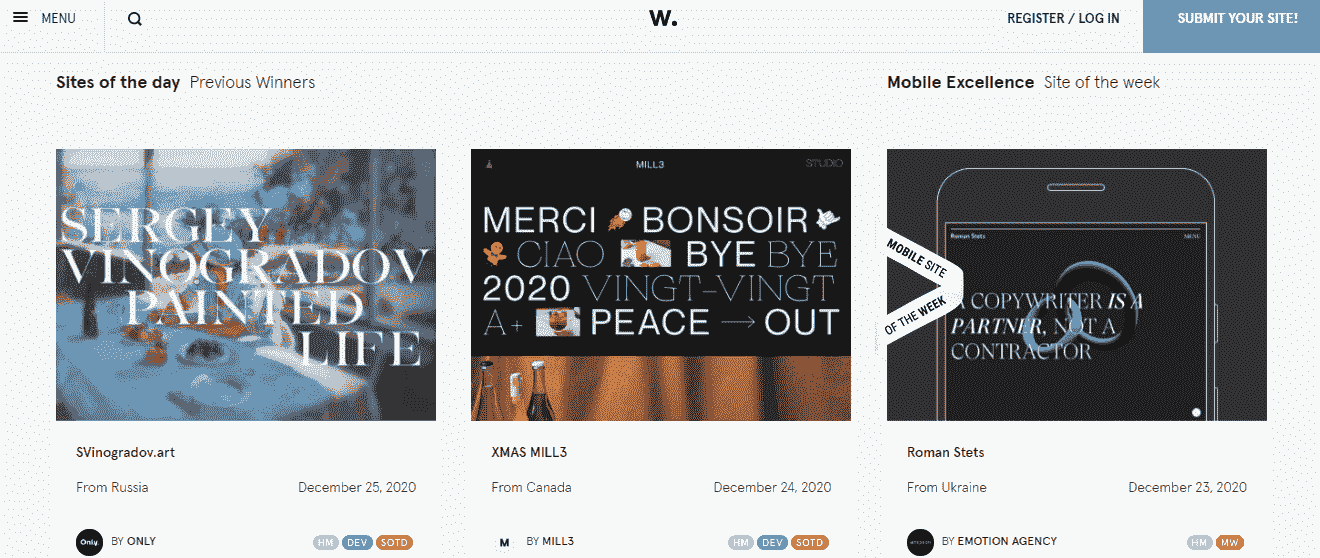 MENU
W.
REGISTER / LOG IN
SUBMIT YOUR SITE!
Sites of the day Previous Winners
Mobile Excellence Site of the week
SERGEY
VINOGRADOV
PAINTED
LIFE
SVinogradov.art
From Russia December 25, 2020
Only.
BY ONLY
HM DEV SOTD
MILL3
STUDIO
MERCI BONSOIR
CIAO BYE BYE
2020 VINGT-VINGT
A + PEACE → OUT
XMAS MILL3
From Canada December 24, 2020
M
BY MILL3
HM DEV SOTD
MOBILE SITE
OF THE WEEK
Roman Stets
MENU
A COPYWRITER IS A
PARTNER, NOT A
CONTRACTOR
Roman Stets
From Ukraine December 23, 2020
BY EMOTION AGENCY
HM MW